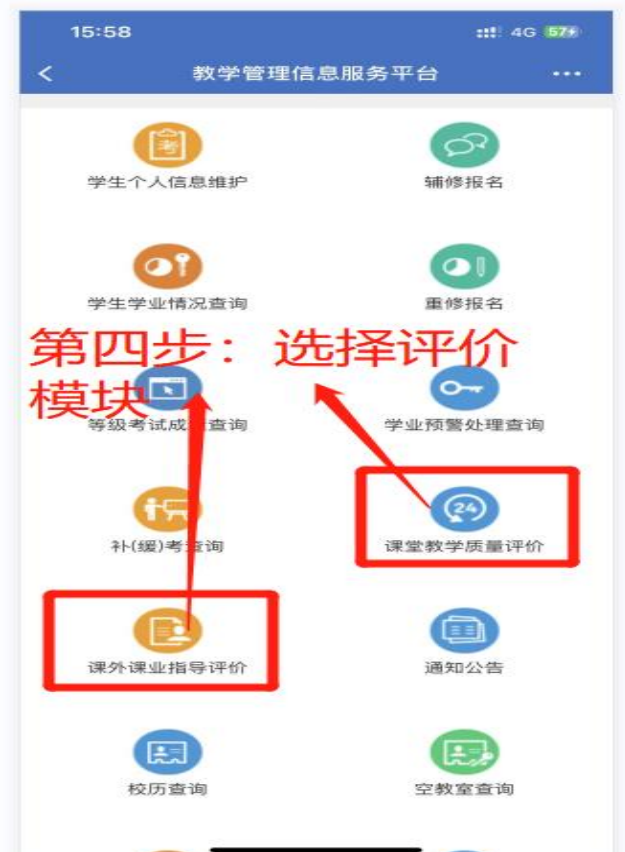 15:58 4G 57
教学管理信息服务平台
学生个人信息维护 辅修报名
学生学业情况查询 重修报名
第四步：选择评价
模块
等级考试成绩查询 学业预警处理查询
24
补(缓)考查询 课堂教学质量评价
课外课业指导评价 通知公告
校历查询 空教室查询